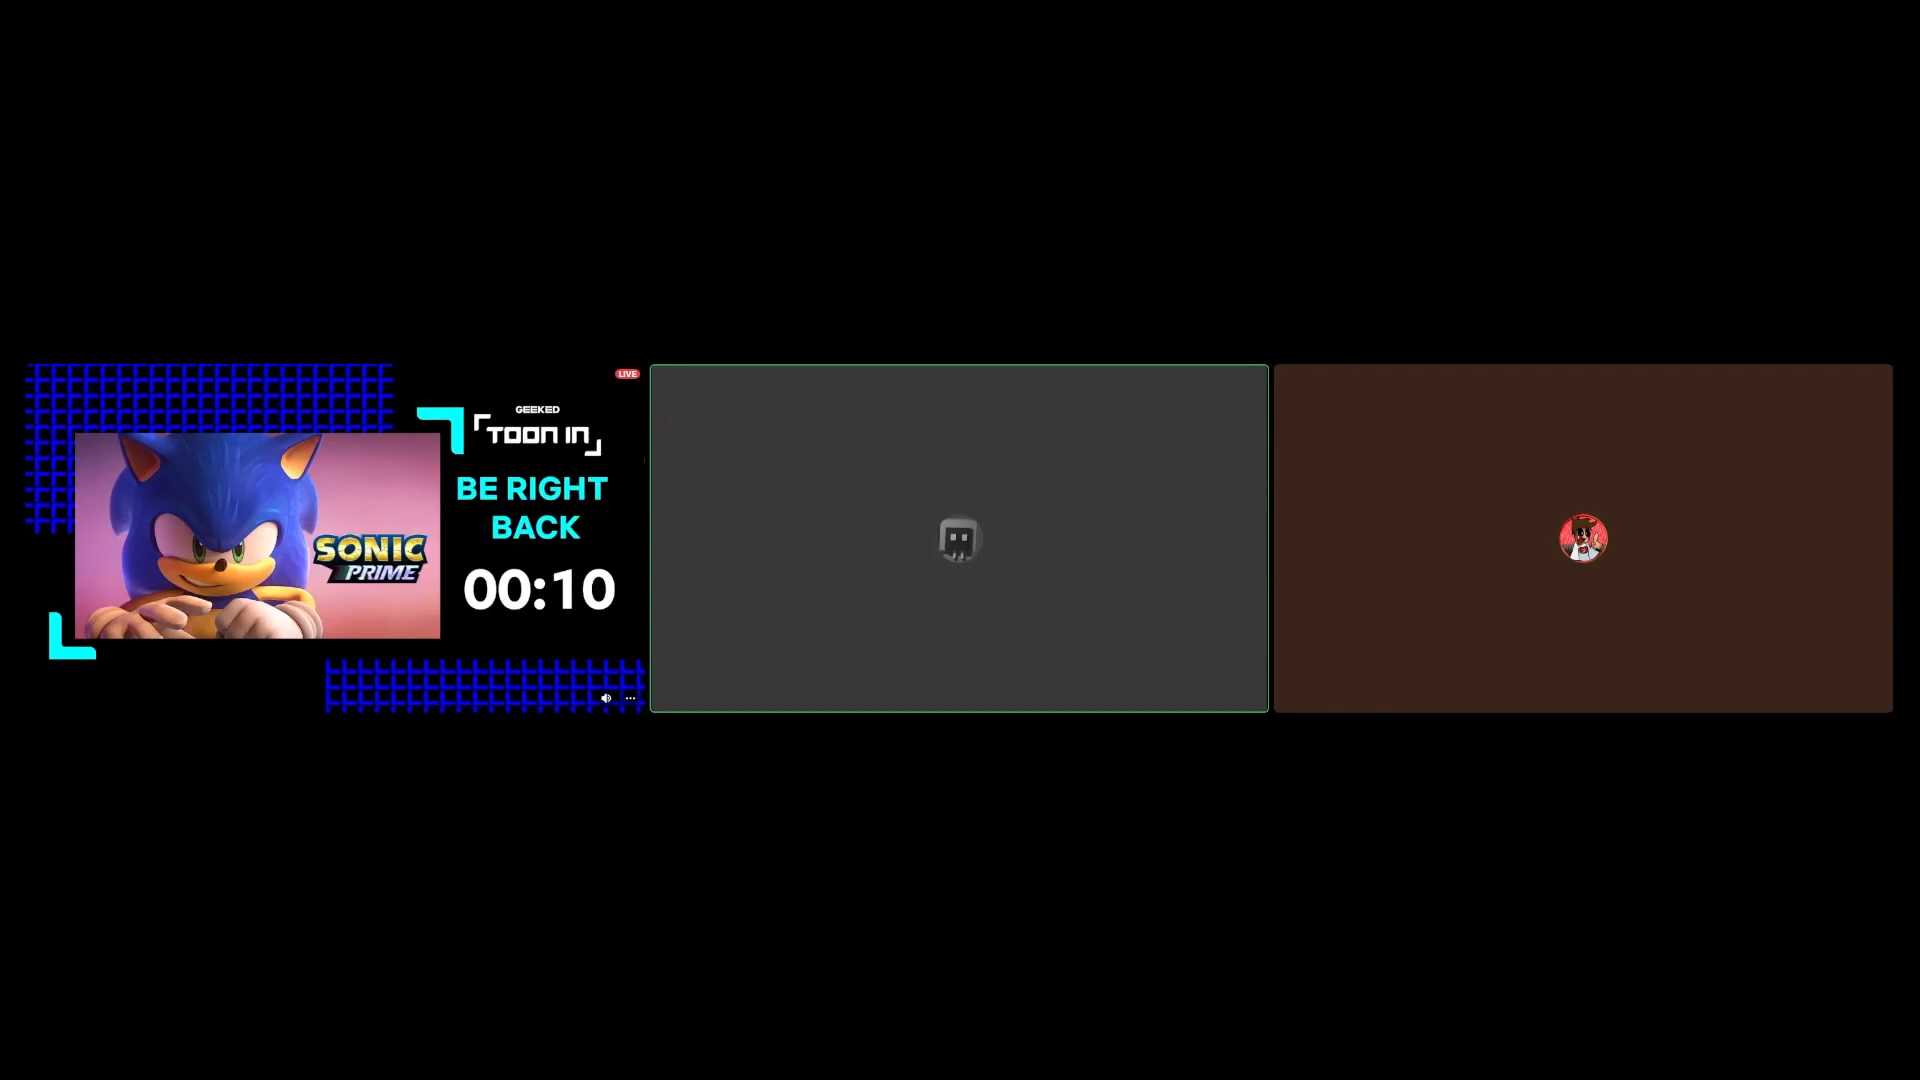 LIVE
GEEKED
TOON IN
BE RIGHT
BACK
SONIC
PRIME
00:10